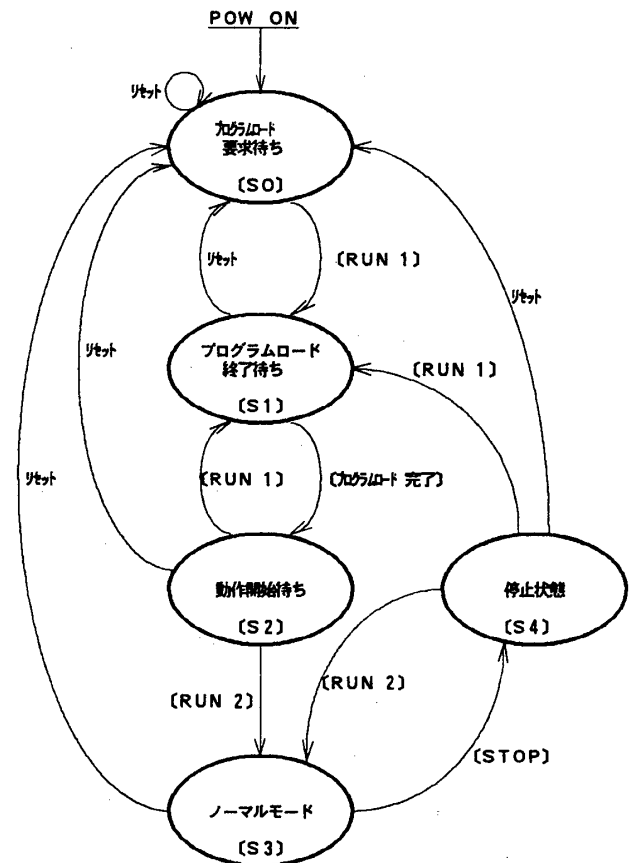 POW ON
リセット
プログラムロード
要求待ち
〔S0〕
リセット
〔RUN 1〕
リセット
リセット
プログラムロード
終了待ち
〔S1〕
〔RUN 1〕
リセット
〔RUN 1〕
〔プログラムロード 完了〕
動作開始待ち
〔S2〕
停止状態
〔S4〕
〔RUN 2〕
〔RUN 2〕
〔STOP〕
ノーマルモード
〔S3〕